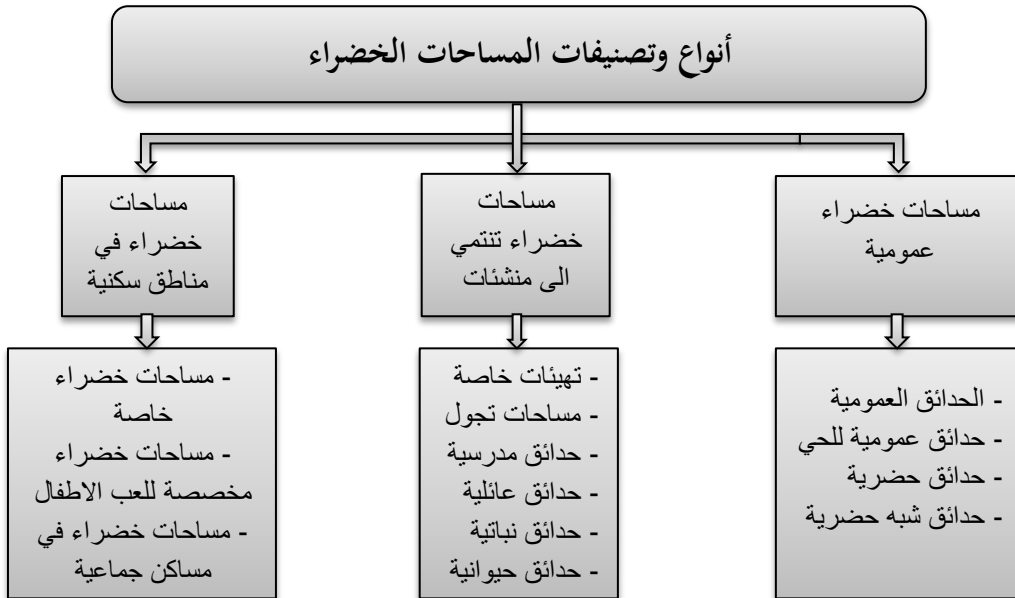 أنواع وتصنيفات المساحات الخضراء
مساحات خضراء
عمومية
مساحات
خضراء تنتمي
الى منشئات
مساحات
خضراء في
مناطق سكنية
- الحدائق العمومية
- حدائق عمومية للحي
- حدائق حضرية
- حدائق شبه حضرية
- تهيئات خاصة
- مساحات تجول
- حدائق مدرسية
- حدائق عائلية
- حدائق نباتية
- حدائق حيوانية
- مساحات خضراء
خاصة
- مساحات خضراء
مخصصة للعب الاطفال
- مساحات خضراء في
مساكن جماعية